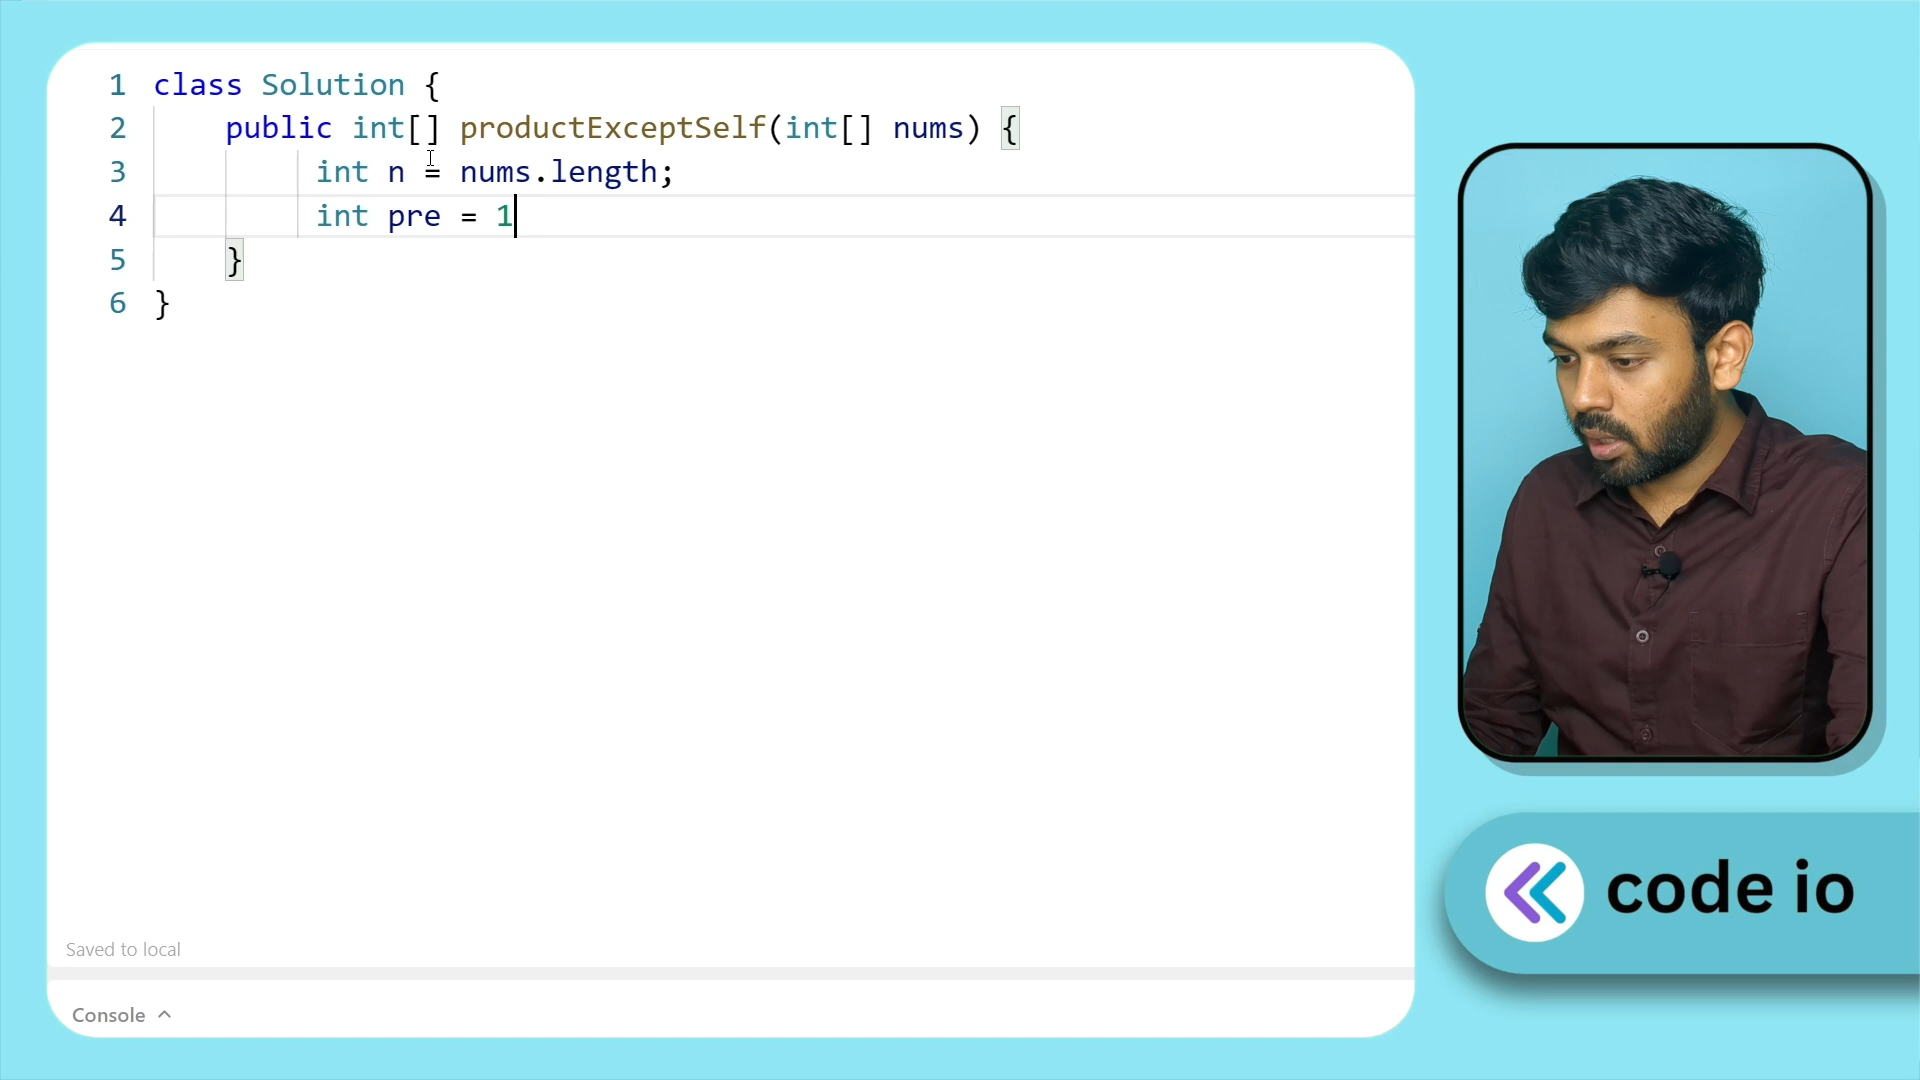 1 class Solution {
2 public int[] productExceptSelf(int[] nums) {
3 int n = nums.length;
4 int pre = 1
5 }
6 }
Saved to local
Console
code io